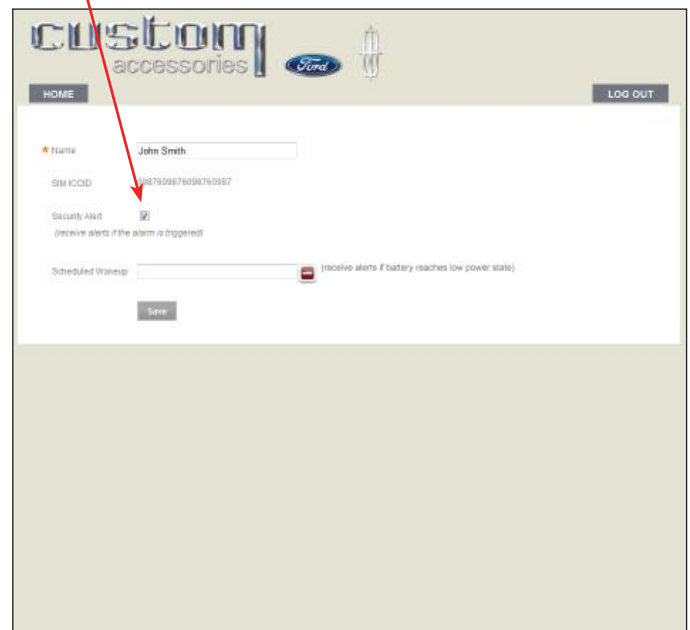 custom
accessories
Ford
HOME
LOG OUT
* Name John Smith
SIM ICCID
Security Alert
(receive alerts if the alarm is triggered)
Scheduled Wakeup (receive alerts if battery reaches low power state)
Save